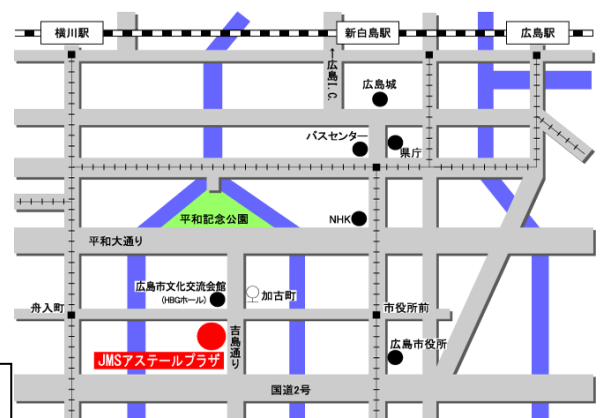 横川駅
新白島駅
広島駅
←広島I.C.
広島城
バスセンター
県庁
平和記念公園
NHK
平和大通り
広島市文化交流会館
(HBGホール)
加古町
舟入町
市役所前
吉島通り
JMSアステールプラザ
広島市役所
国道2号